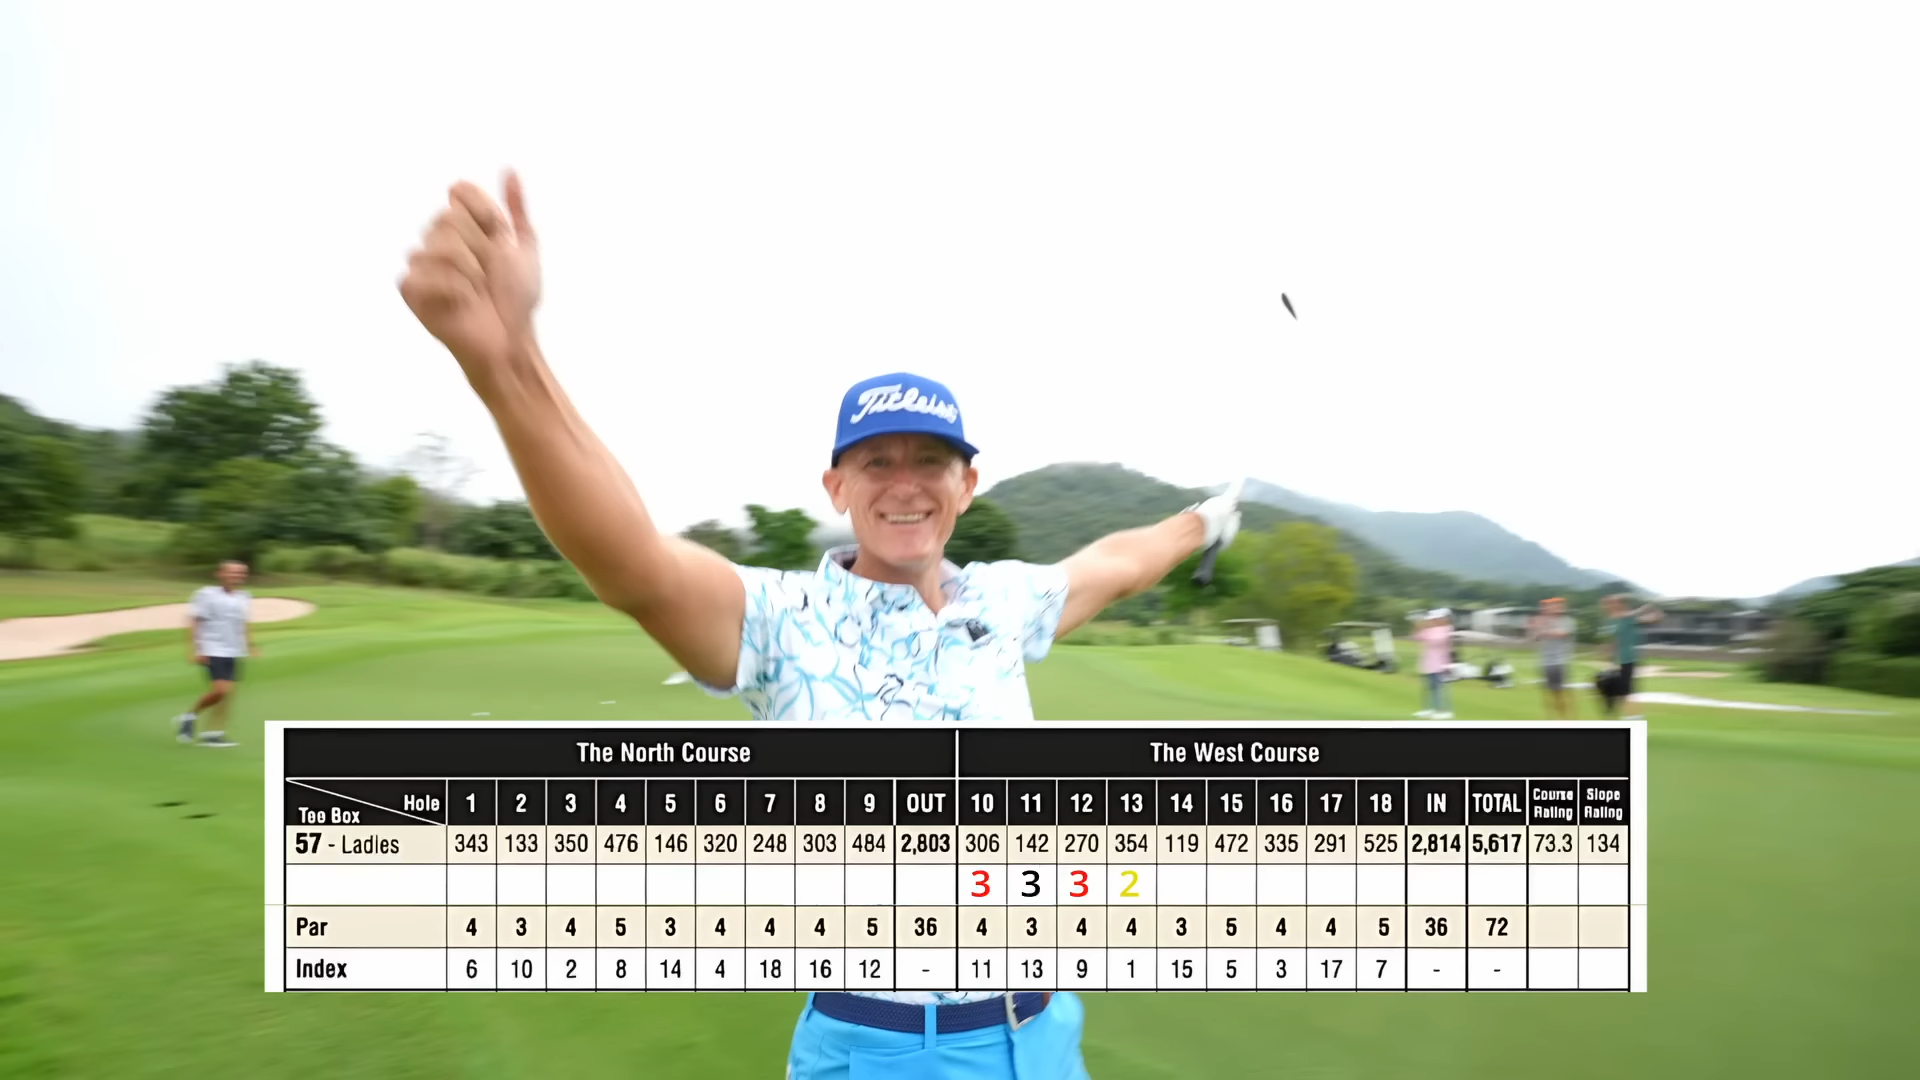 Titleist
The North Course The West Course
Hole 1 2 3 4 5 6 7 8 9 OUT 10 11 12 13 14 15 16 17 18 IN TOTAL Course Rating Slope Rating
Tee Box
57 - Ladies 343 133 350 476 146 320 248 303 484 2,803 306 142 270 354 119 472 335 291 525 2,814 5,617 73.3 134
3 3 3 2
Par 4 3 4 5 3 4 4 4 5 36 4 3 4 4 3 5 4 4 5 36 72
Index 6 10 2 8 14 4 18 16 12 - 11 13 9 1 15 5 3 17 7 - -